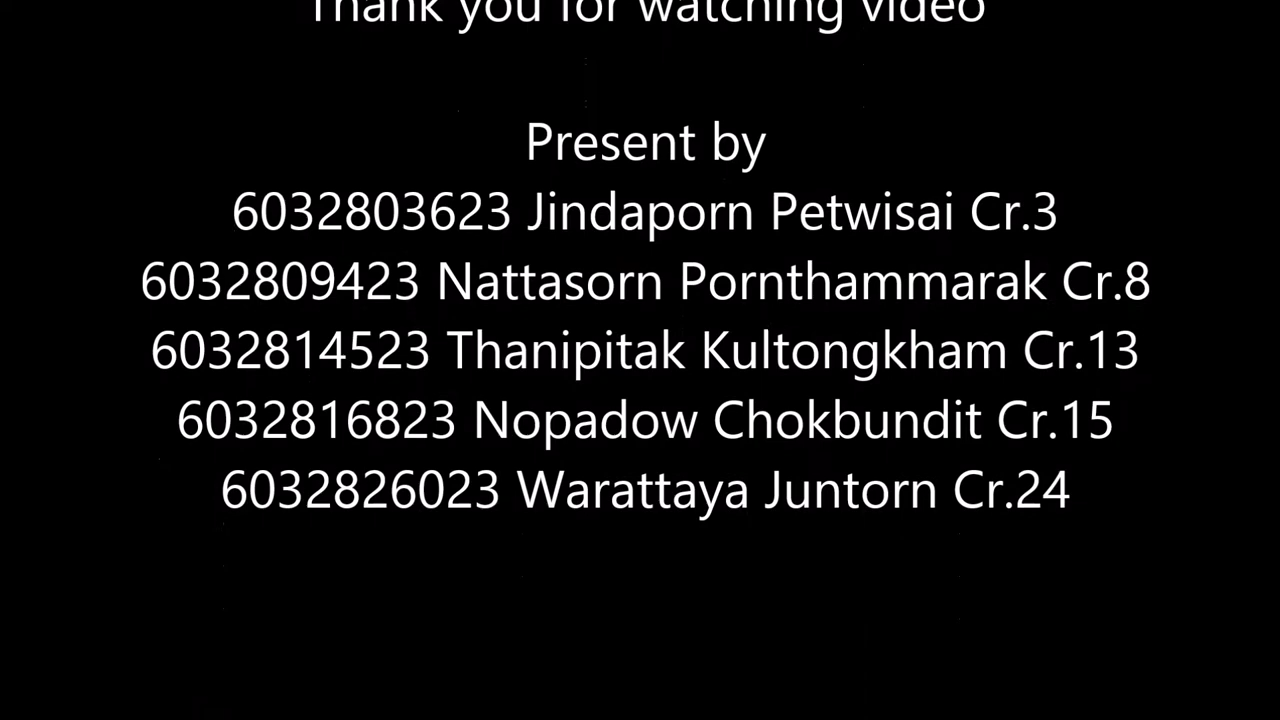 Thank you for watching video
Present by
6032803623 Jindaporn Petwisai Cr.3
6032809423 Nattasorn Pornthammarak Cr.8
6032814523 Thanipitak Kultongkham Cr.13
6032816823 Nopadow Chokbundit Cr.15
6032826023 Warattaya Juntorn Cr.24